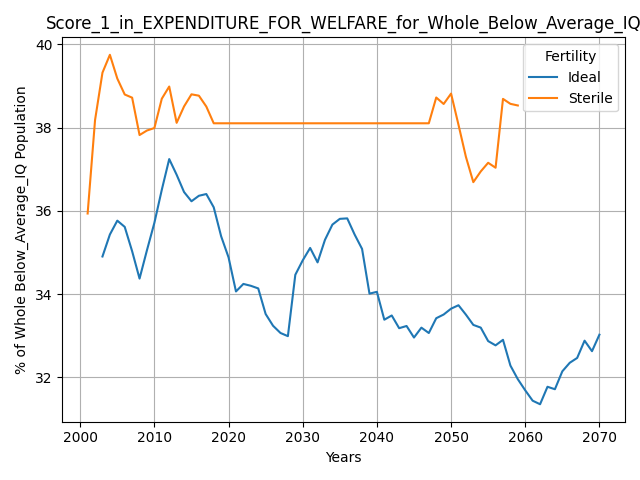 Score_1_in_EXPENDITURE_FOR_WELFARE_for_Whole_Below_Average_IQ
Fertility
Ideal
Sterile
% of Whole Below_Average_IQ Population
40
38
36
34
32
2000 2010 2020 2030 2040 2050 2060 2070
Years